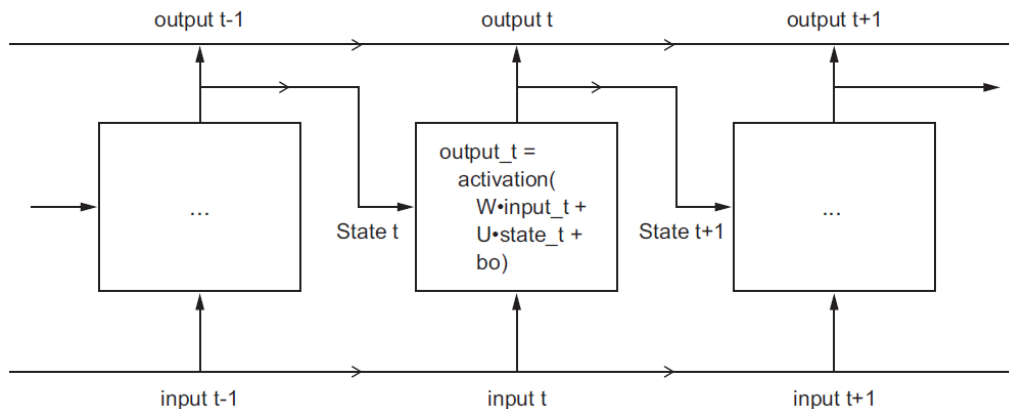 output t-1
output t
output t+1
output_t =
activation(
W•input_t +
U•state_t +
bo)
...
...
State t
State t+1
input t-1
input t
input t+1